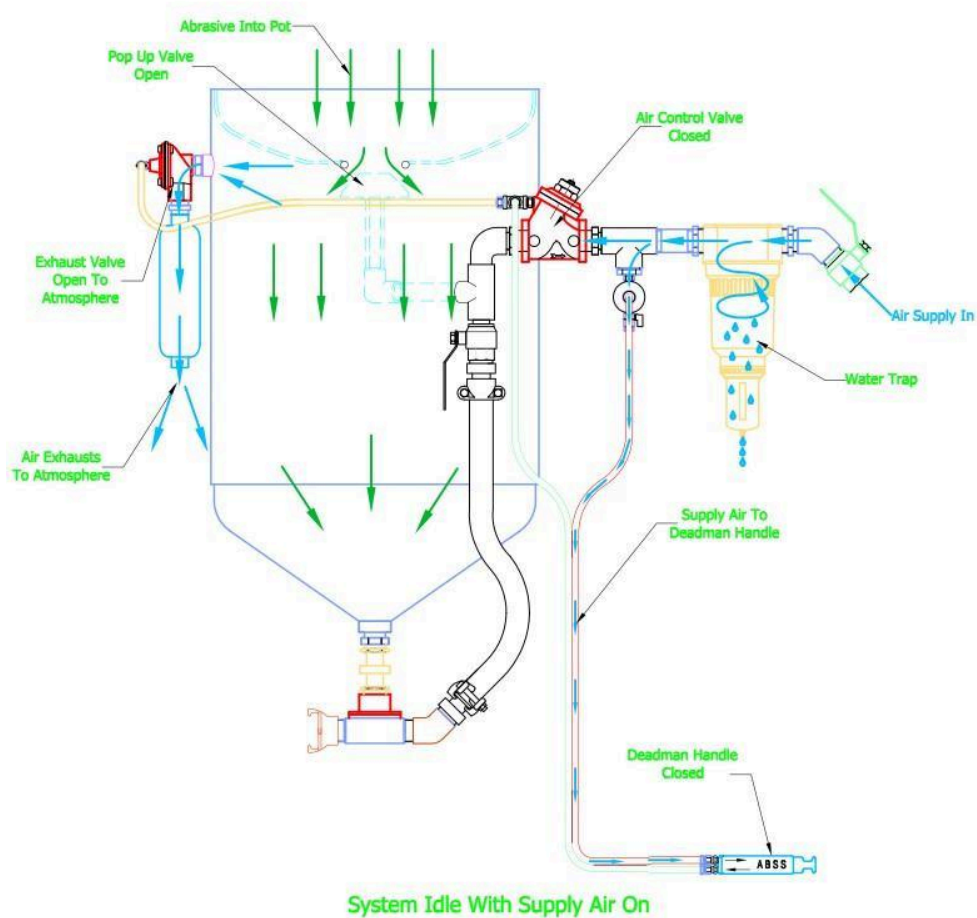 Abrasive Into Pot
Pop Up Valve
Open
Air Control Valve
Closed
Exhaust Valve
Open To
Atmosphere
Air Supply In
Water Trap
Air Exhausts
To Atmosphere
Supply Air To
Deadman Handle
Deadman Handle
Closed
ABSS
System Idle With Supply Air On